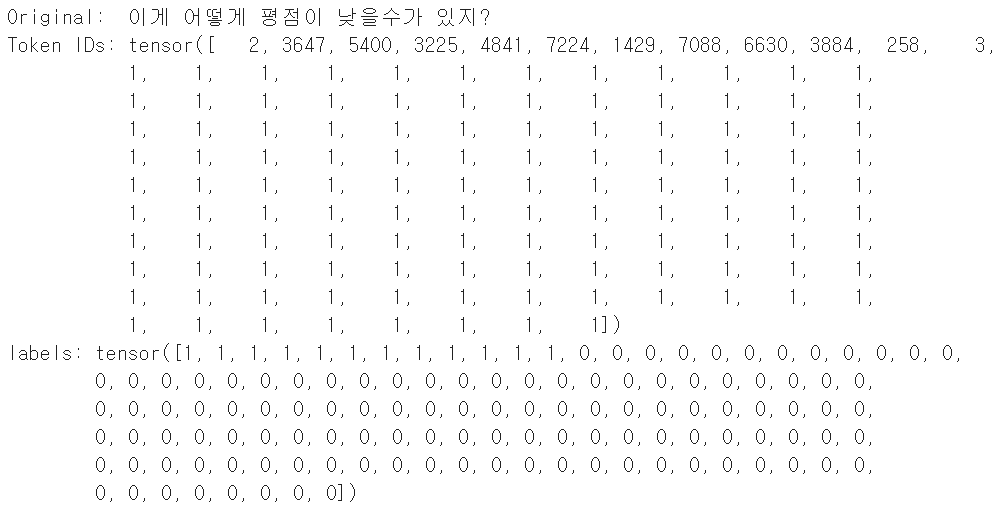 Original: 이게 어떻게 평점이 낮을수가 있지?
Token IDs: tensor([ 2, 3647, 5400, 3225, 4841, 7224, 1429, 7088, 6630, 3884, 258, 3,
1, 1, 1, 1, 1, 1, 1, 1, 1, 1, 1, 1,
1, 1, 1, 1, 1, 1, 1, 1, 1, 1, 1, 1,
1, 1, 1, 1, 1, 1, 1, 1, 1, 1, 1, 1,
1, 1, 1, 1, 1, 1, 1, 1, 1, 1, 1, 1,
1, 1, 1, 1, 1, 1, 1, 1, 1, 1, 1, 1,
1, 1, 1, 1, 1, 1, 1, 1, 1, 1, 1, 1,
1, 1, 1, 1, 1, 1, 1, 1, 1, 1, 1, 1,
1, 1, 1, 1, 1, 1, 1, 1, 1, 1, 1, 1,
1, 1, 1, 1, 1, 1, 1, 1, 1, 1, 1, 1,
1, 1, 1, 1, 1, 1, 1, 1])
labels: tensor([1, 1, 1, 1, 1, 1, 1, 1, 1, 1, 1, 1, 0, 0, 0, 0, 0, 0, 0, 0, 0, 0, 0, 0,
0, 0, 0, 0, 0, 0, 0, 0, 0, 0, 0, 0, 0, 0, 0, 0, 0, 0, 0, 0, 0, 0, 0, 0,
0, 0, 0, 0, 0, 0, 0, 0, 0, 0, 0, 0, 0, 0, 0, 0, 0, 0, 0, 0, 0, 0, 0, 0,
0, 0, 0, 0, 0, 0, 0, 0, 0, 0, 0, 0, 0, 0, 0, 0, 0, 0, 0, 0, 0, 0, 0, 0,
0, 0, 0, 0, 0, 0, 0, 0, 0, 0, 0, 0, 0, 0, 0, 0, 0, 0, 0, 0, 0, 0, 0, 0,
0, 0, 0, 0, 0, 0, 0, 0])